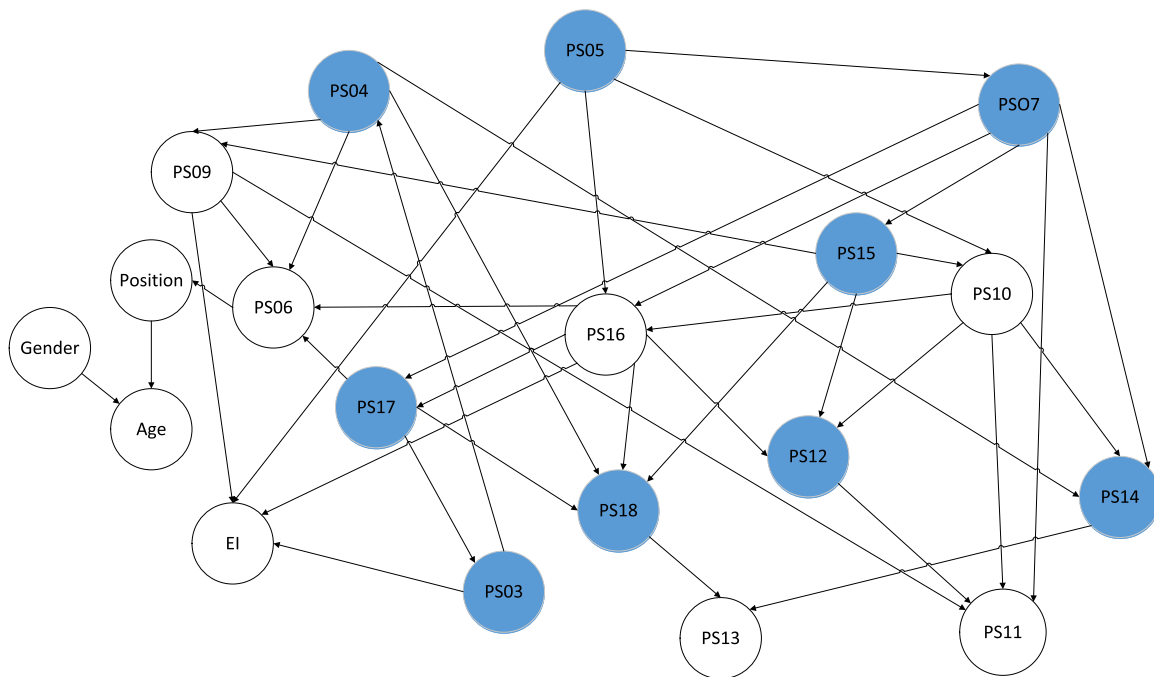 PS05
PS04
PSO7
PS09
PS15
Position
PS10
PS06
PS16
Gender
PS17
Age
PS12
PS14
PS18
EI
PS03
PS13
PS11